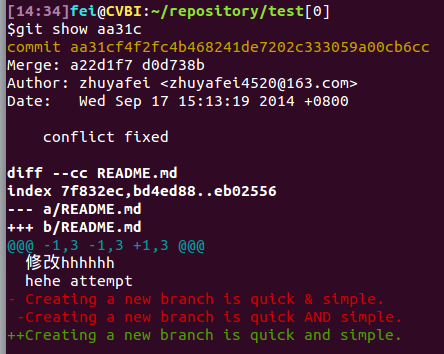 [14:34]fei@CVBI:~/repository/test[0]
$git show aa31c
commit aa31cf4f2fc4b468241de7202c333059a00cb6cc
Merge: a22d1f7 d0d738b
Author: zhuyafei <zhuyafei4520@163.com>
Date:   Wed Sep 17 15:13:19 2014 +0800

    conflict fixed

diff --cc README.md
index 7f832ec,bd4ed88..eb02556
--- a/README.md
+++ b/README.md
@@@ -1,3 -1,3 +1,3 @@@
  修改hhhhhh
  hehe attempt
- Creating a new branch is quick & simple.
 -Creating a new branch is quick AND simple.
++Creating a new branch is quick and simple.